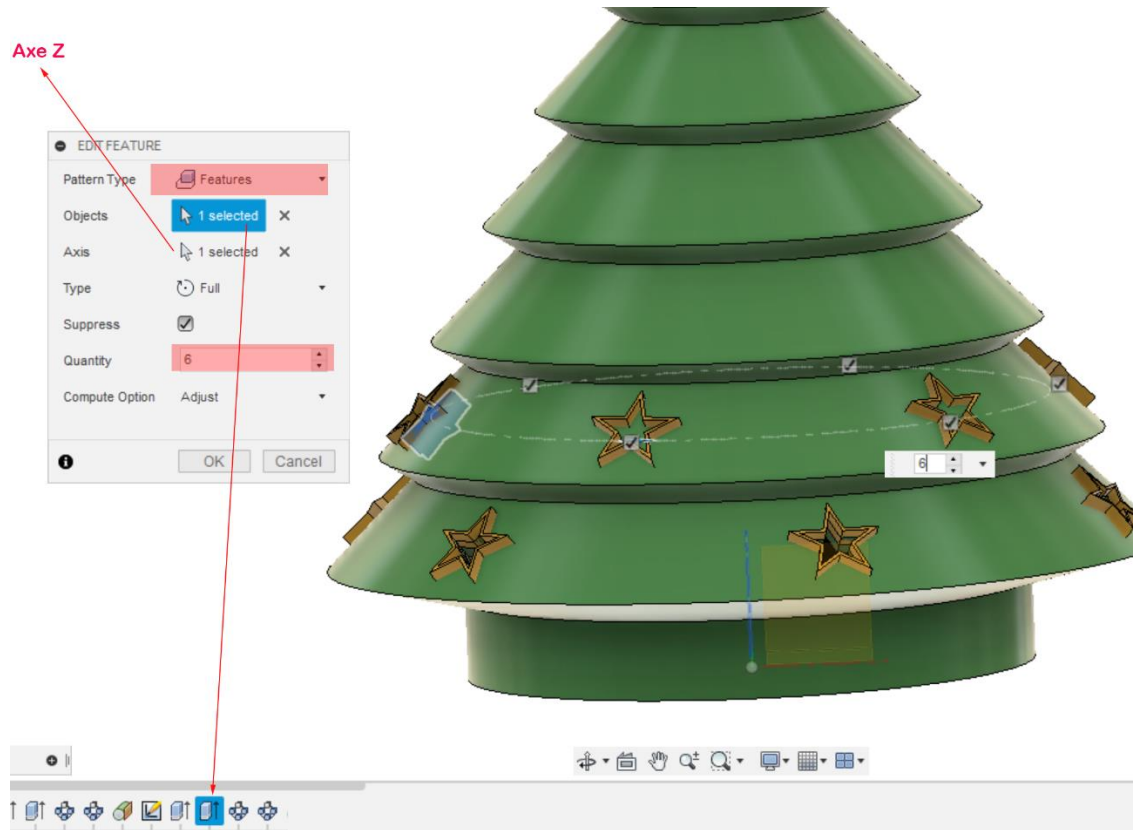 Axe Z
EDIT FEATURE
Pattern Type Features
Objects 1 selected
Axis 1 selected
Type Full
Suppress
Quantity 6
Compute Option Adjust
OK Cancel
6